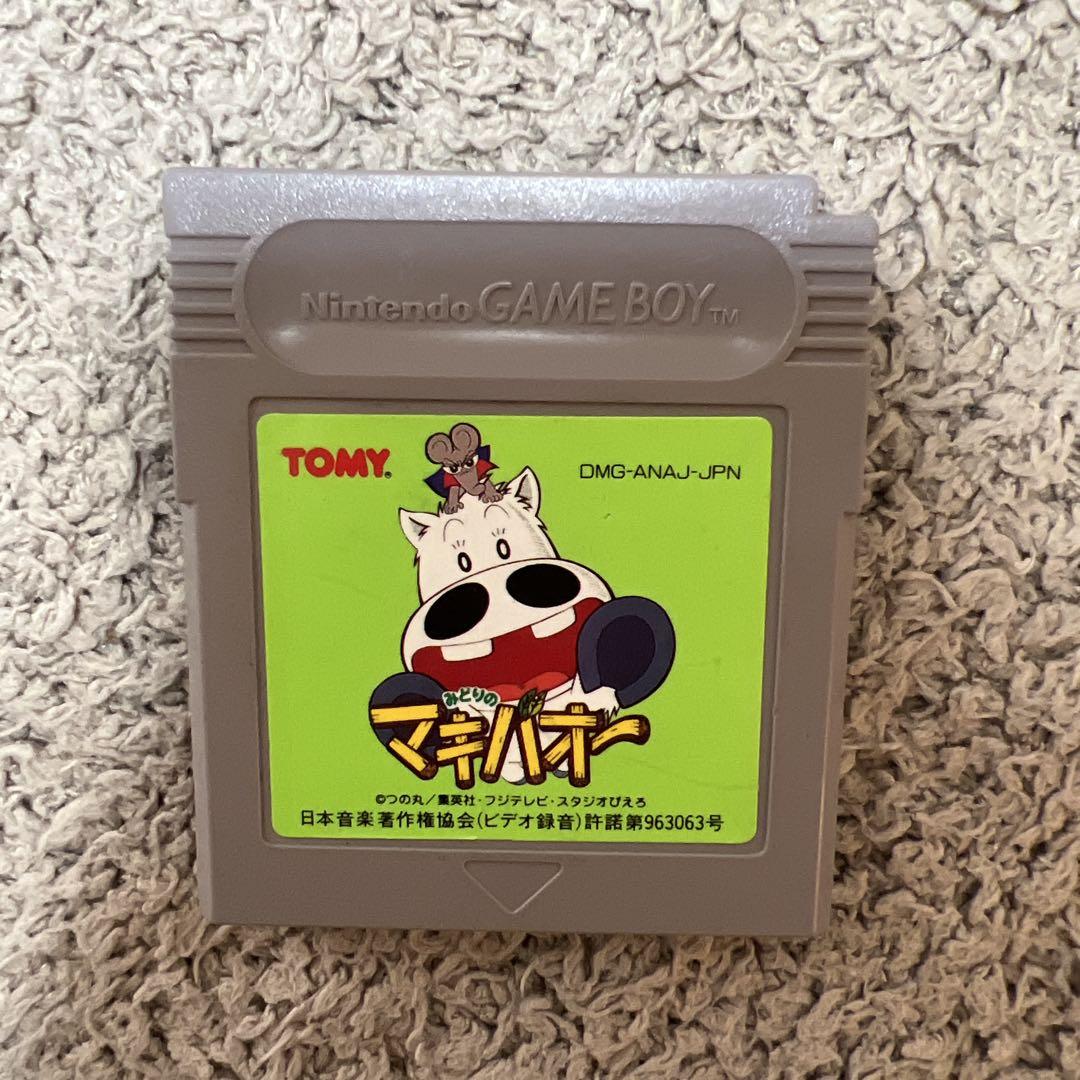 Nintendo GAME BOY™
TOMY®
DMG-ANAJ-JPN
みどりの
マキバオー
©つの丸/集英社・フジテレビ・スタジオぴえろ
日本音楽著作権協会(ビデオ録音)許諾第963063号